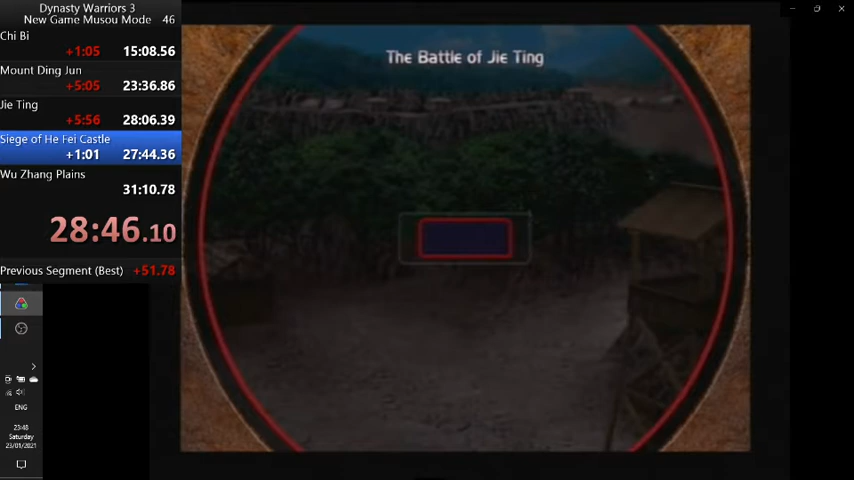 Dynasty Warriors 3
New Game Musou Mode 46
Chi Bi
+1:05 15:08.56
Mount Ding Jun
+5:05 23:36.86
Jie Ting
+5:56 28:06.39
Siege of He Fei Castle
+1:01 27:44.36
Wu Zhang Plains
31:10.78
28:46.10
Previous Segment (Best) +51.78
The Battle of Jie Ting
ENG
23:48
Saturday
23/01/2021